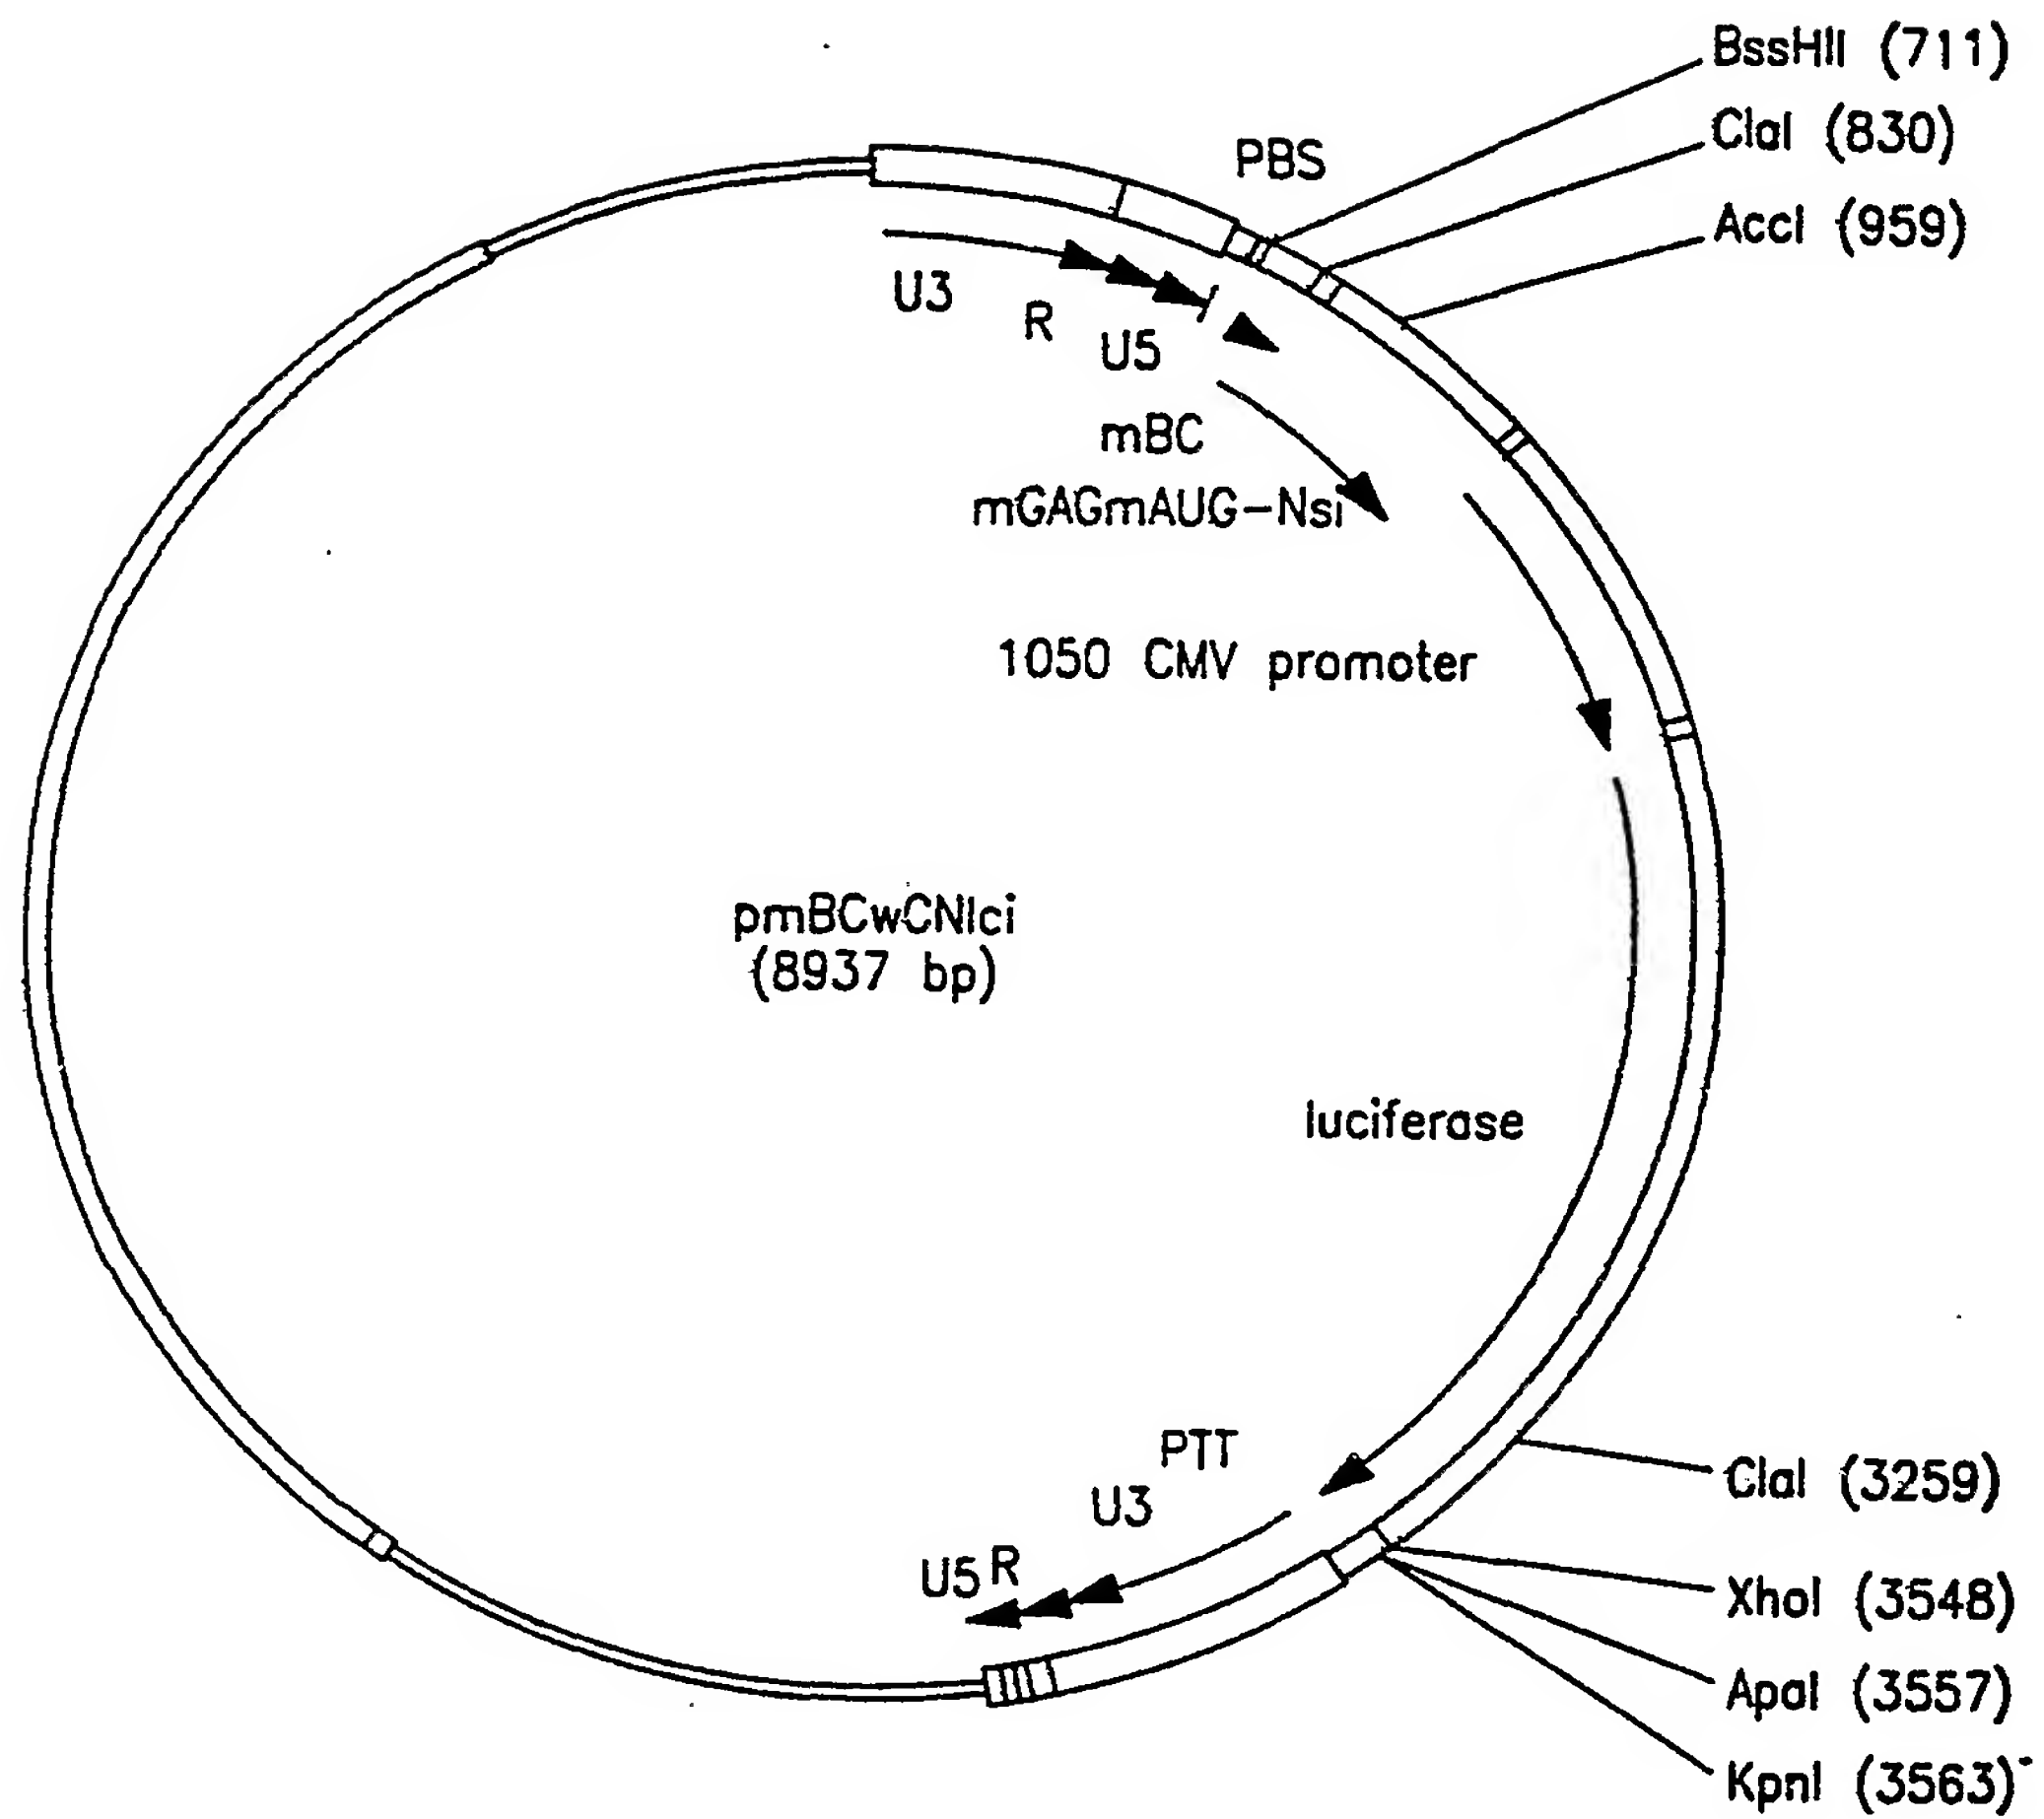 BssHII (711)
ClaI (830)
PBS
AccI (959)
U3
R
U5
mBC
mGAGmAUG-Nsi
1050 CMV promoter
pmBCwCNlci
(8937 bp)
luciferase
PTT
U3
R
U5
ClaI (3259)
XhoI (3548)
ApaI (3557)
KpnI (3563)